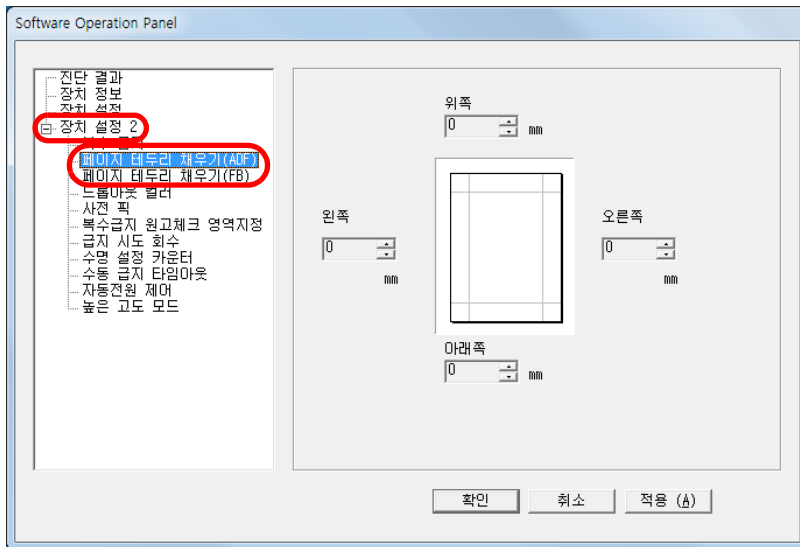 Software Operation Panel
진단 결과
장치 정보
장치 설정
장치 설정 2
페이지 테두리 채우기(ADF)
페이지 테두리 채우기(FB)
드롭아웃 컬러
사전 픽
복수급지 원고체크 영역지정
급지 시도 회수
수명 설정 카운터
수동 급지 타임아웃
자동전원 제어
높은 고도 모드
위쪽
0 mm
왼쪽
0
mm
오른쪽
0
mm
아래쪽
0 mm
확인
취소
적용 (A)